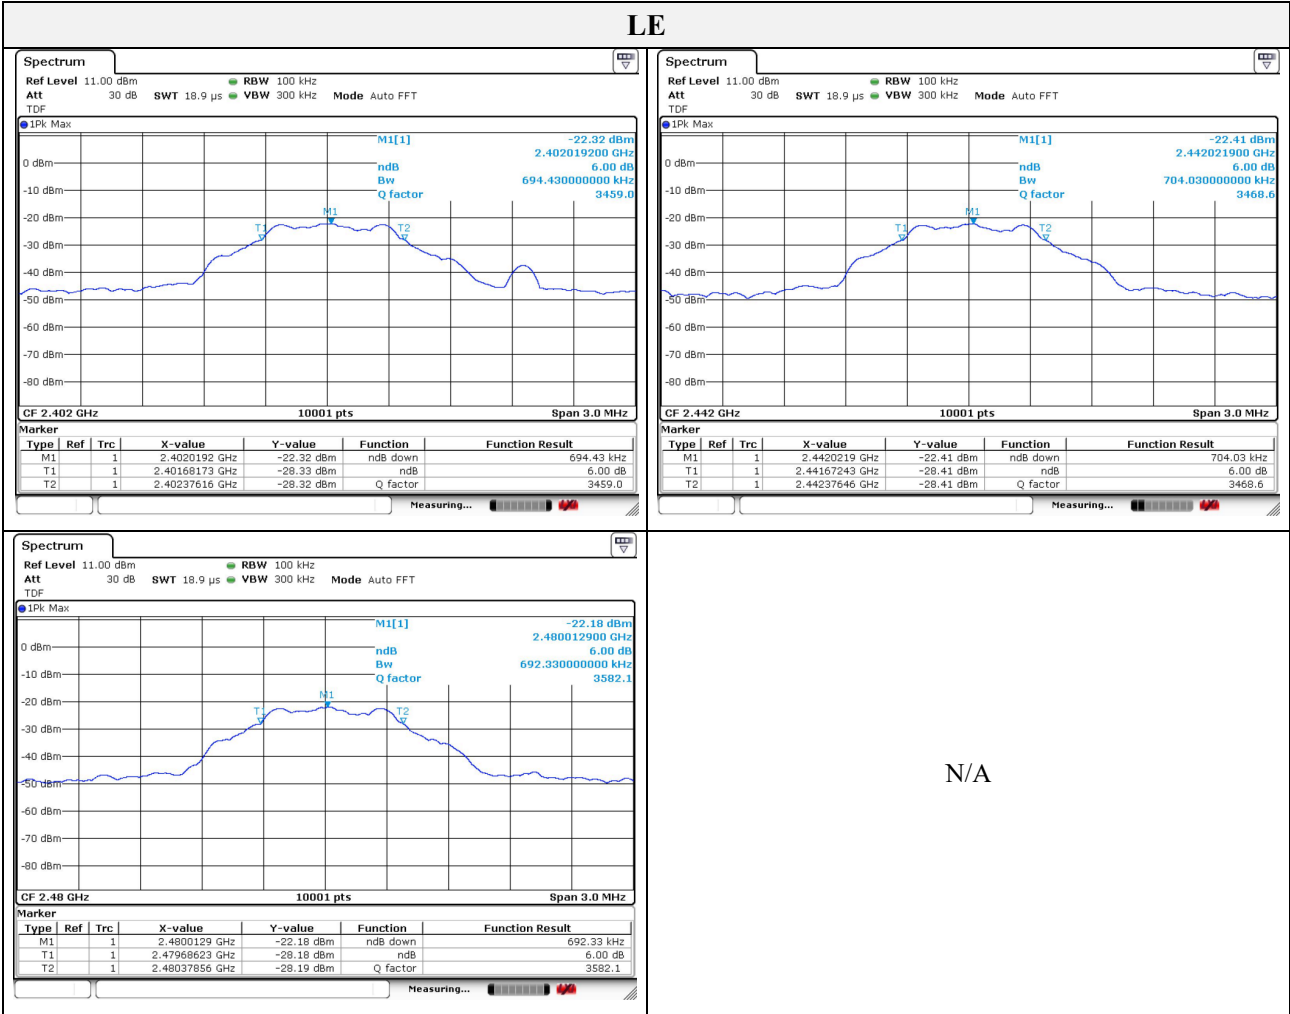 LE
Spectrum
Ref Level 11.00 dBm RBW 100 kHz
Att 30 dB SWT 18.9 µs VBW 300 kHz Mode Auto FFT
TDF
1Pk Max
M1[1] -22.32 dBm
2.402019200 GHz
0 dBm
ndB 6.00 dB
Bw 694.430000000 kHz
-10 dBm
Q factor 3459.0
-20 dBm
M1
T1 T2
-30 dBm
-40 dBm
-50 dBm
-60 dBm
-70 dBm
-80 dBm
CF 2.402 GHz 10001 pts Span 3.0 MHz
Marker
Type Ref Trc X-value Y-value Function Function Result
M1 1 2.4020192 GHz -22.32 dBm ndB down 694.43 kHz
T1 1 2.40168173 GHz -28.33 dBm ndB 6.00 dB
T2 1 2.40237616 GHz -28.32 dBm Q factor 3459.0
Measuring...
Spectrum
Ref Level 11.00 dBm RBW 100 kHz
Att 30 dB SWT 18.9 µs VBW 300 kHz Mode Auto FFT
TDF
1Pk Max
M1[1] -22.41 dBm
2.442021900 GHz
0 dBm
ndB 6.00 dB
Bw 704.030000000 kHz
-10 dBm
Q factor 3468.6
-20 dBm
M1
T1 T2
-30 dBm
-40 dBm
-50 dBm
-60 dBm
-70 dBm
-80 dBm
CF 2.442 GHz 10001 pts Span 3.0 MHz
Marker
Type Ref Trc X-value Y-value Function Function Result
M1 1 2.4420219 GHz -22.41 dBm ndB down 704.03 kHz
T1 1 2.44167243 GHz -28.41 dBm ndB 6.00 dB
T2 1 2.44237646 GHz -28.41 dBm Q factor 3468.6
Measuring...
Spectrum
Ref Level 11.00 dBm RBW 100 kHz
Att 30 dB SWT 18.9 µs VBW 300 kHz Mode Auto FFT
TDF
1Pk Max
M1[1] -22.18 dBm
2.480012900 GHz
0 dBm
ndB 6.00 dB
Bw 692.330000000 kHz
-10 dBm
Q factor 3582.1
-20 dBm
M1
T1 T2
-30 dBm
-40 dBm
-50 dBm
-60 dBm
-70 dBm
-80 dBm
CF 2.48 GHz 10001 pts Span 3.0 MHz
Marker
Type Ref Trc X-value Y-value Function Function Result
M1 1 2.4800129 GHz -22.18 dBm ndB down 692.33 kHz
T1 1 2.47968623 GHz -28.18 dBm ndB 6.00 dB
T2 1 2.48037856 GHz -28.19 dBm Q factor 3582.1
Measuring...
N/A